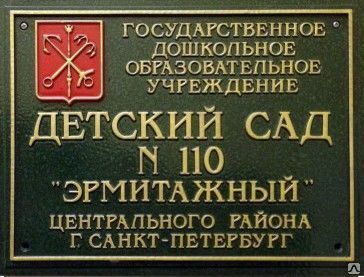 ГОСУДАРСТВЕННОЕ
ДОШКОЛЬНОЕ
ОБРАЗОВАТЕЛЬНОЕ
УЧРЕЖДЕНИЕ
ДЕТСКИЙ САД
N 110
"ЭРМИТАЖНЫЙ"
ЦЕНТРАЛЬНОГО РАЙОНА
Г. САНКТ-ПЕТЕРБУРГ